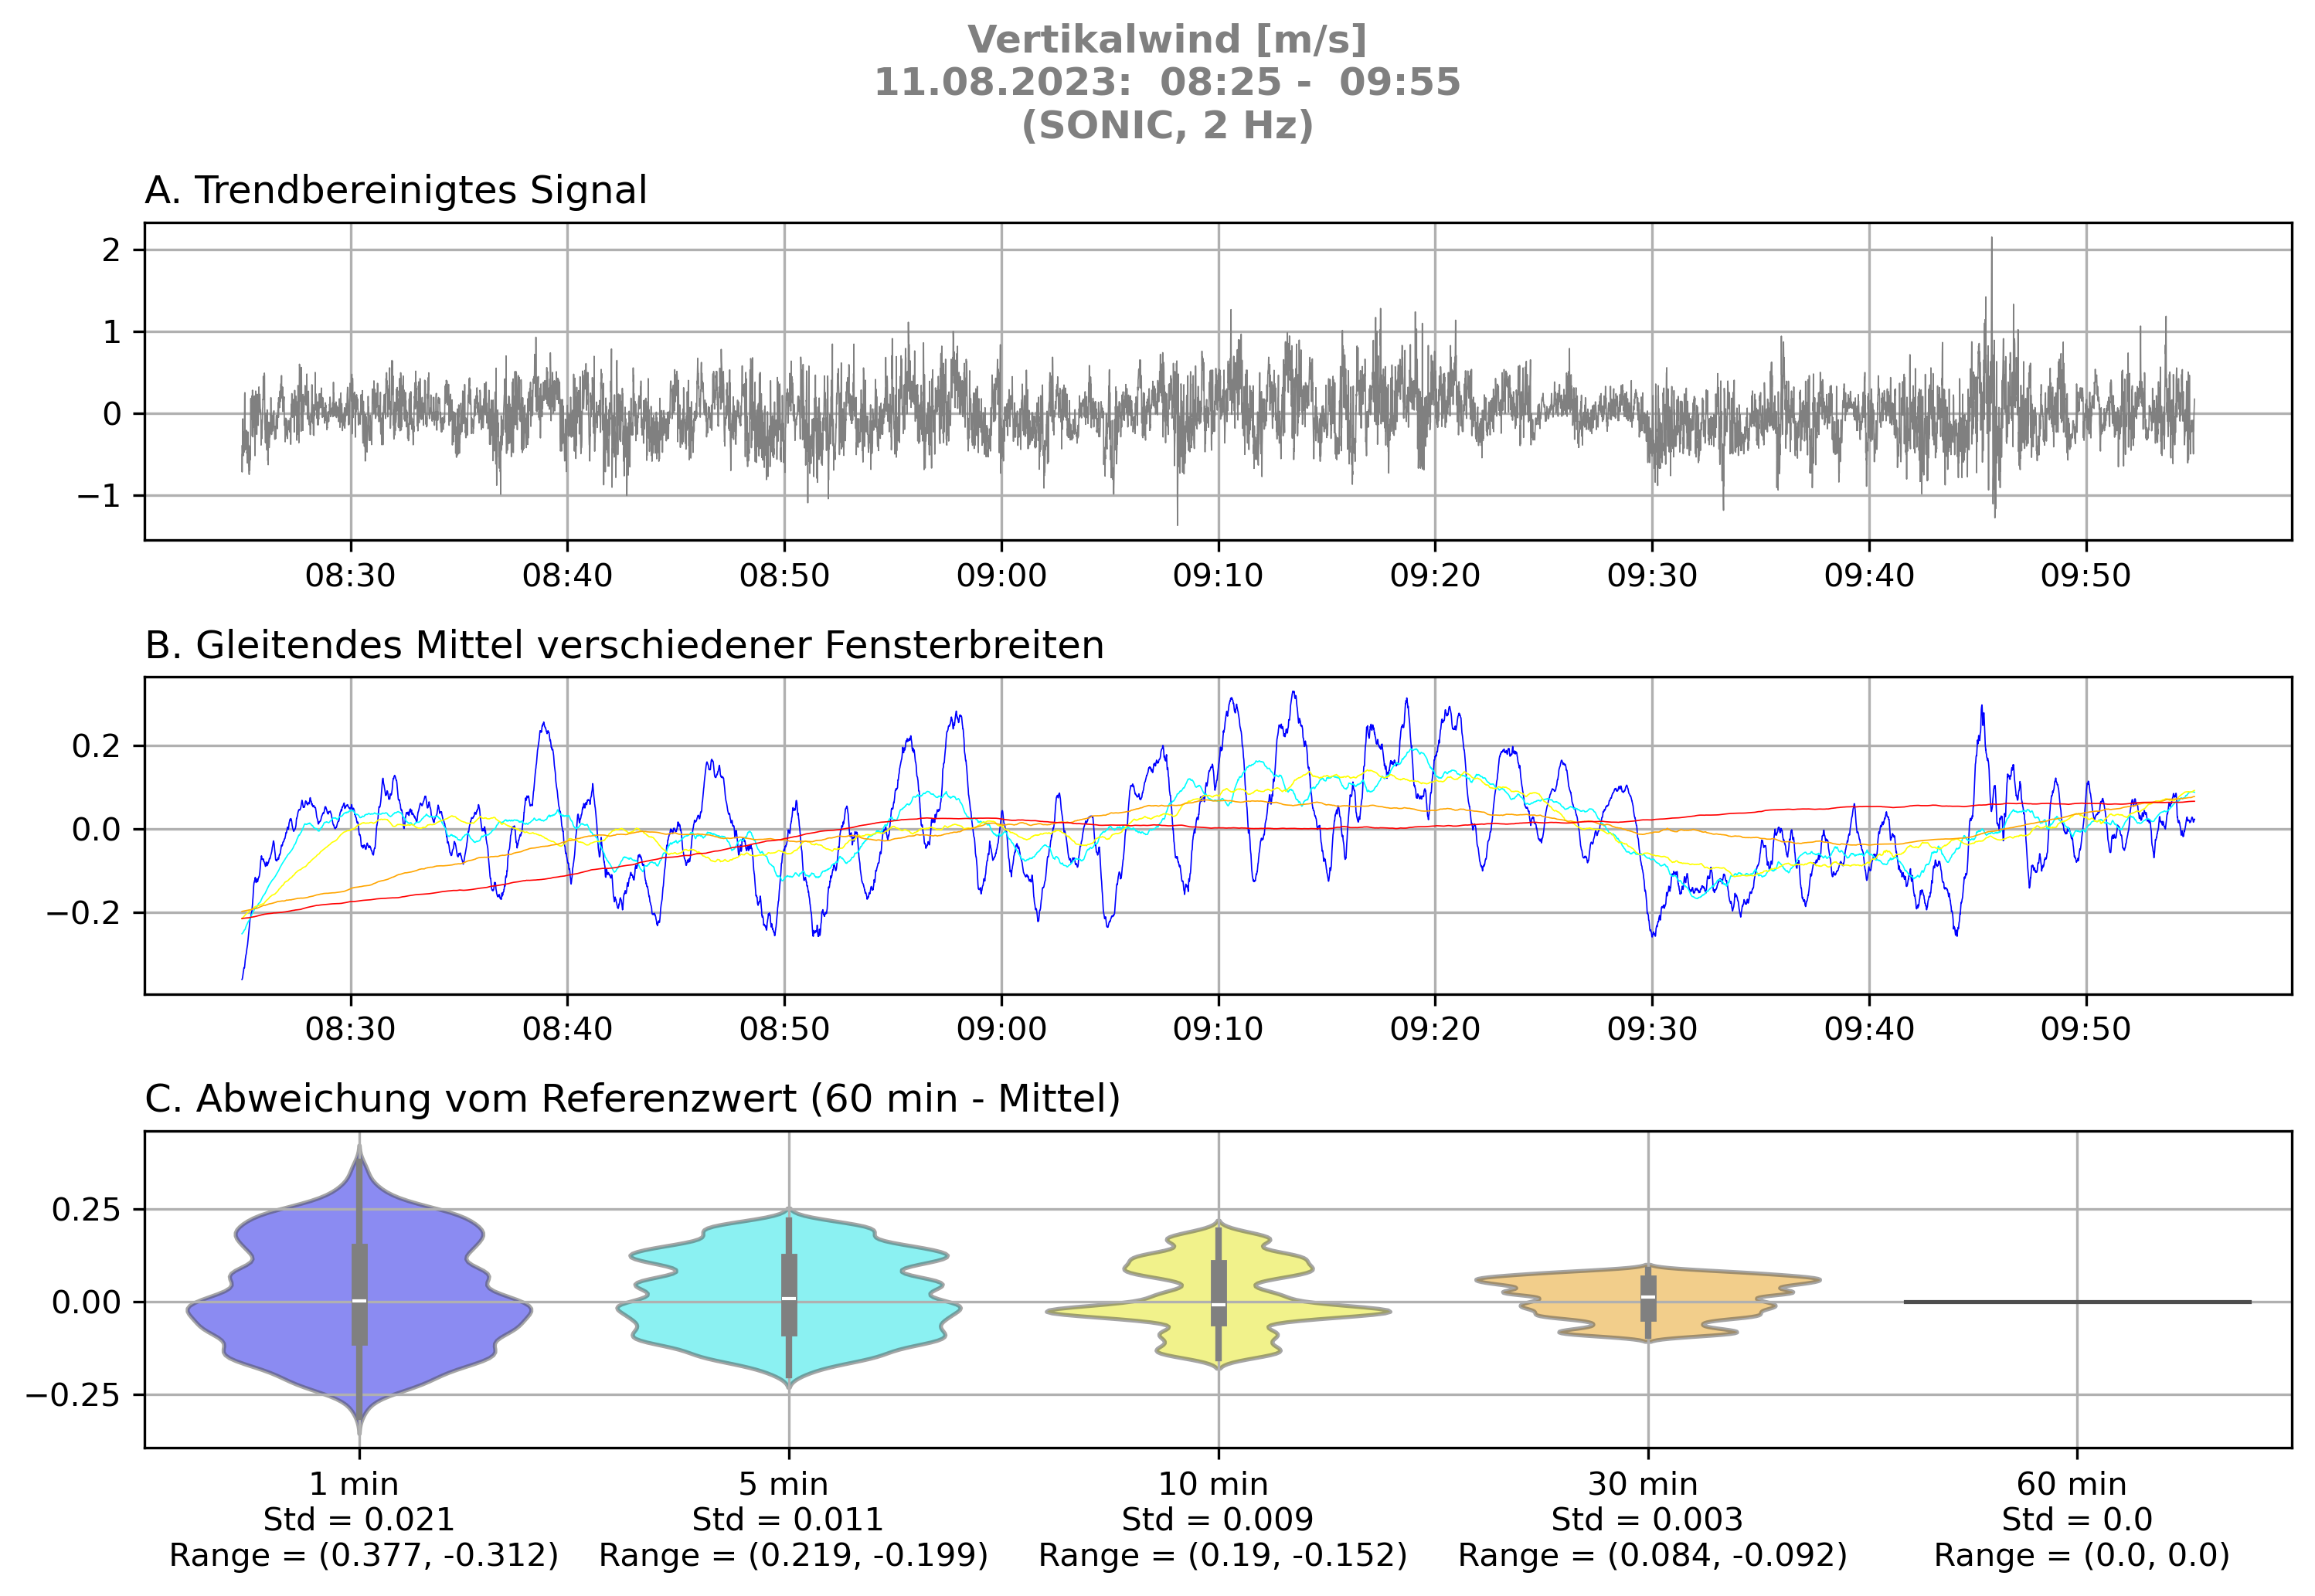 Vertikalwind [m/s]
11.08.2023:  08:25 -  09:55
(SONIC, 2 Hz)
A. Trendbereinigtes Signal
2
1
0
−1
08:30 08:40 08:50 09:00 09:10 09:20 09:30 09:40 09:50
B. Gleitendes Mittel verschiedener Fensterbreiten
0.2
0.0
−0.2
08:30 08:40 08:50 09:00 09:10 09:20 09:30 09:40 09:50
C. Abweichung vom Referenzwert (60 min - Mittel)
0.25
0.00
−0.25
1 min 5 min 10 min 30 min 60 min
Std = 0.021 Std = 0.011 Std = 0.009 Std = 0.003 Std = 0.0
Range = (0.377, -0.312) Range = (0.219, -0.199) Range = (0.19, -0.152) Range = (0.084, -0.092) Range = (0.0, 0.0)